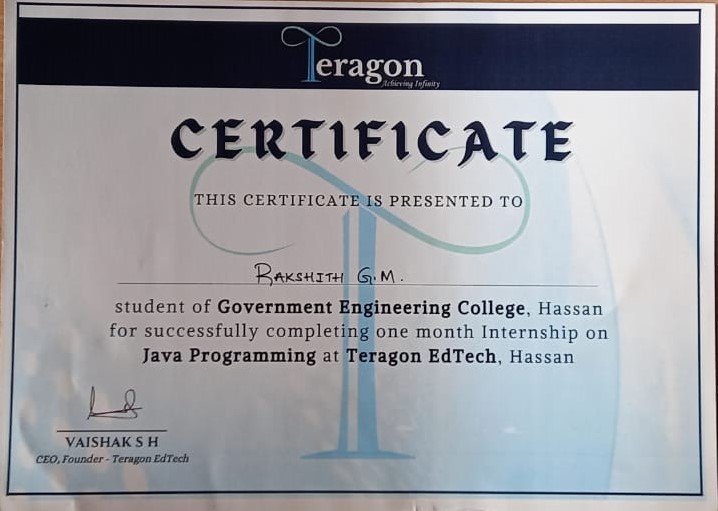 Teragon
Achieving Infinity
CERTIFICATE
THIS CERTIFICATE IS PRESENTED TO
RAKSHITH G.M.
student of Government Engineering College, Hassan
for successfully completing one month Internship on
Java Programming at Teragon EdTech, Hassan
VAISHAK S H
CEO, Founder - Teragon EdTech